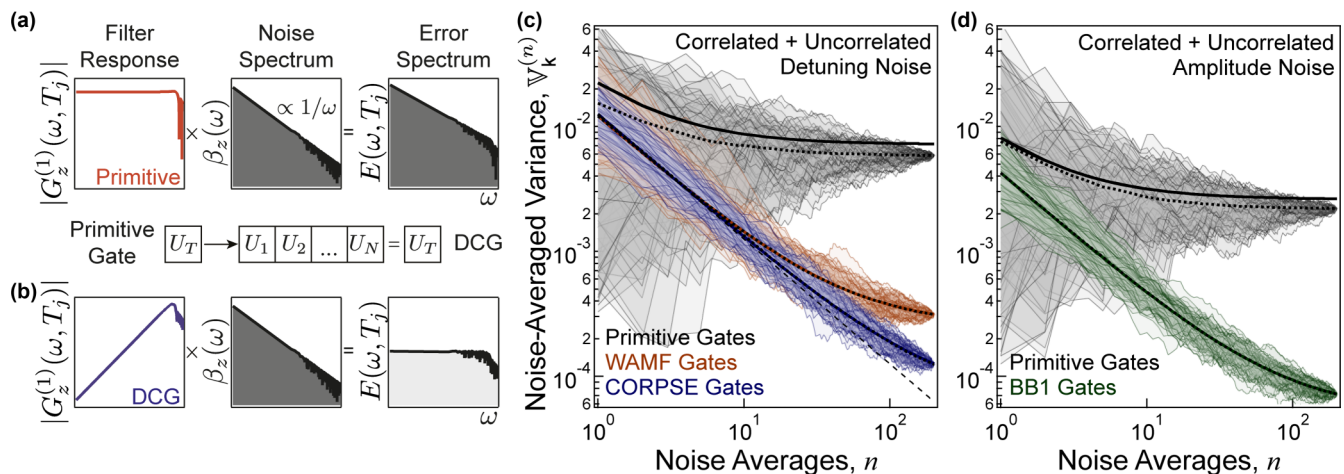 (a)
Filter
Response
Noise
Spectrum
Error
Spectrum
|G_z^{(1)}(ω, T_j)|
Primitive
×
β_z(ω)
∝ 1/ω
=
E(ω, T_j)
ω
Primitive
Gate
U_T → U_1 U_2 ... U_N = U_T DCG
(b)
|G_z^{(1)}(ω, T_j)|
DCG
×
β_z(ω)
=
E(ω, T_j)
ω
(c)
Noise-Averaged Variance, 𝕍_k^{(n)}
Correlated + Uncorrelated
Detuning Noise
6
4
2
10^{-2}
6
4
2
10^{-3}
6
4
2
10^{-4}
6
Primitive Gates
WAMF Gates
CORPSE Gates
10^0 10^1 10^2
Noise Averages, n
(d)
Correlated + Uncorrelated
Amplitude Noise
6
4
2
10^{-2}
6
4
2
10^{-3}
6
4
2
10^{-4}
6
Primitive Gates
BB1 Gates
10^0 10^1 10^2
Noise Averages, n